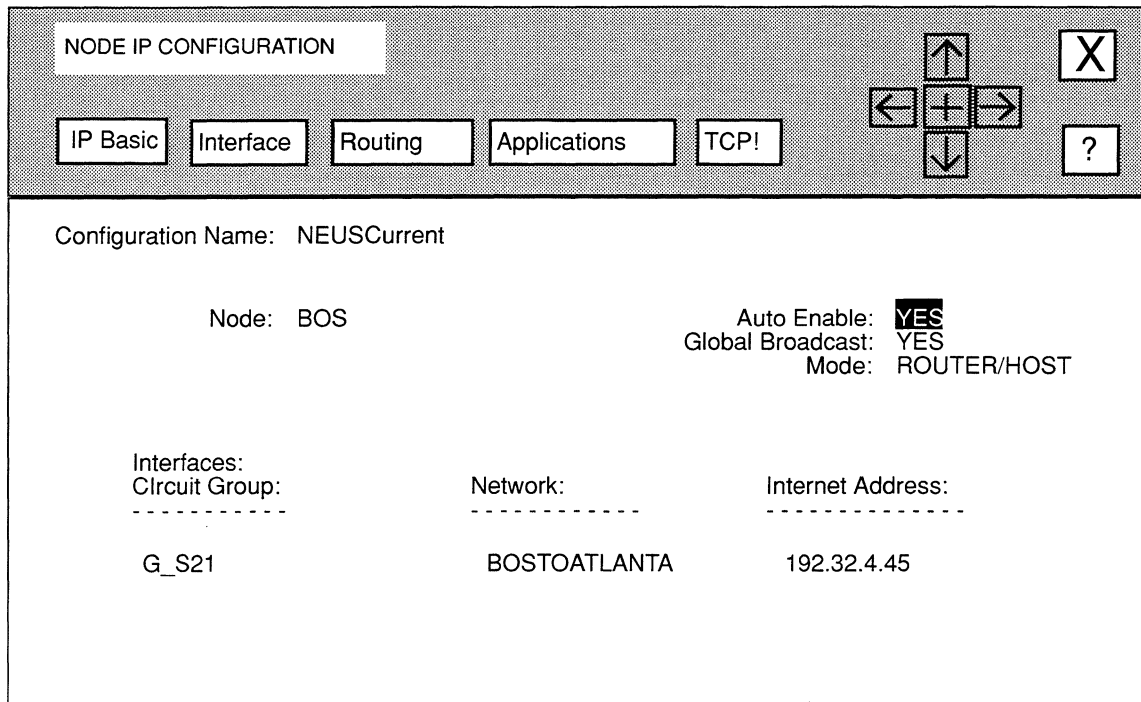 NODE IP CONFIGURATION
X
IP Basic Interface Routing Applications TCP! ?
Configuration Name: NEUSCurrent
Node: BOS Auto Enable: YES
Global Broadcast: YES
Mode: ROUTER/HOST
Interfaces:
CIrcuit Group: Network: Internet Address:
G_S21 BOSTOATLANTA 192.32.4.45